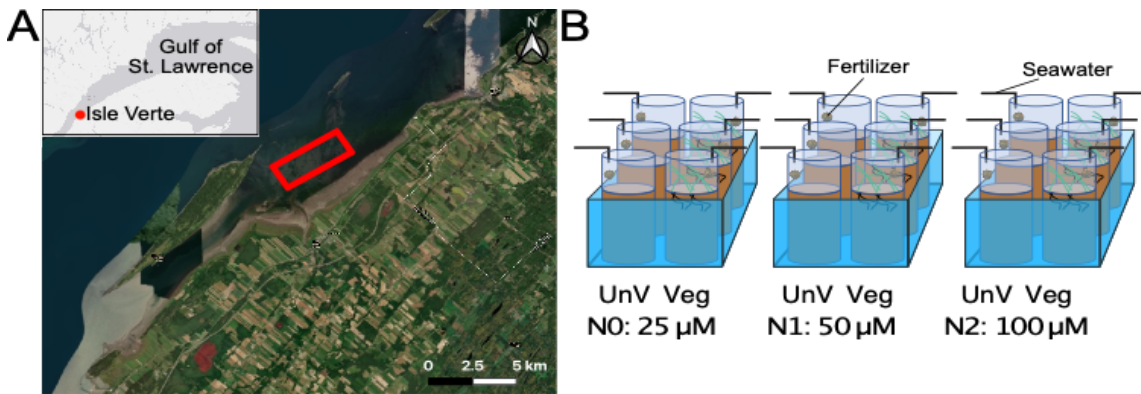 A
Gulf of
St. Lawrence
Isle Verte
N
0 2.5 5 km
B
Fertilizer
Seawater
UnV Veg
N0: 25 µM
UnV Veg
N1: 50 µM
UnV Veg
N2: 100 µM